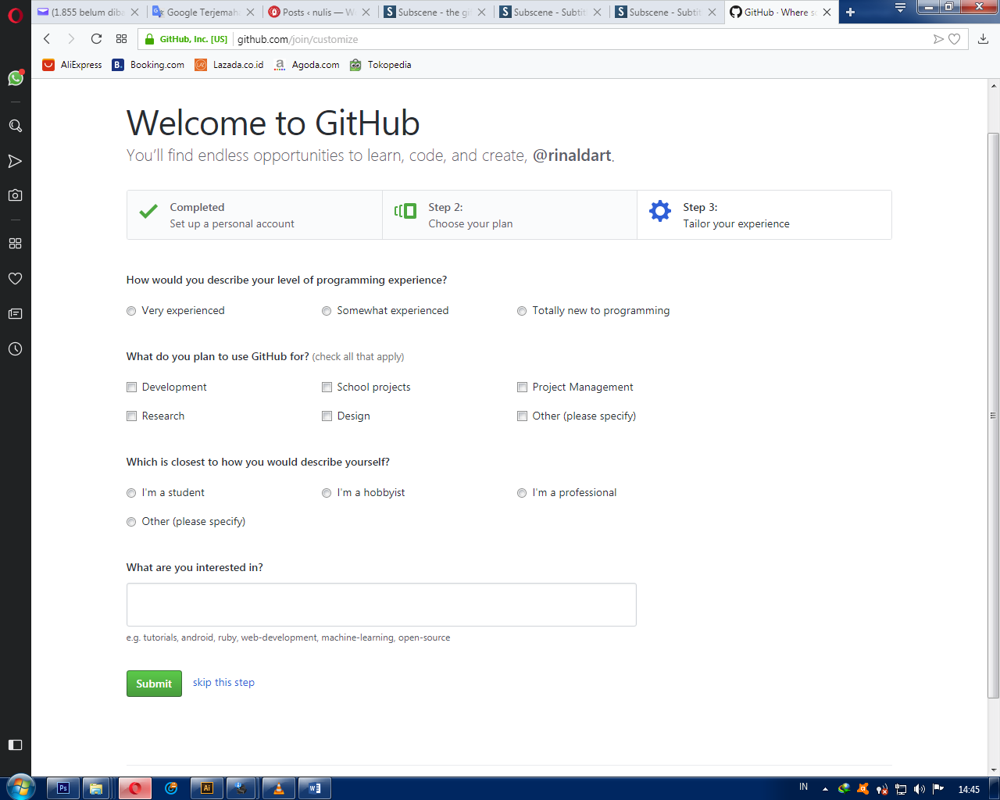 (1.855 belum diba
Google Terjemah
Posts ‹ nulis — W
Subscene - the g
Subscene - Subtit
Subscene - Subtit
GitHub · Where s
GitHub, Inc. [US]
github.com/join/customize
AliExpress
B. Booking.com
Lazada.co.id
a Agoda.com
Tokopedia
Welcome to GitHub
You'll find endless opportunities to learn, code, and create, @rinaldart.
Completed
Set up a personal account
Step 2:
Choose your plan
Step 3:
Tailor your experience
How would you describe your level of programming experience?
Very experienced
Somewhat experienced
Totally new to programming
What do you plan to use GitHub for? (check all that apply)
Development
School projects
Project Management
Research
Design
Other (please specify)
Which is closest to how you would describe yourself?
I'm a student
I'm a hobbyist
I'm a professional
Other (please specify)
What are you interested in?
e.g. tutorials, android, ruby, web-development, machine-learning, open-source
Submit
skip this step
Ps
Ai
W
IN
14:45